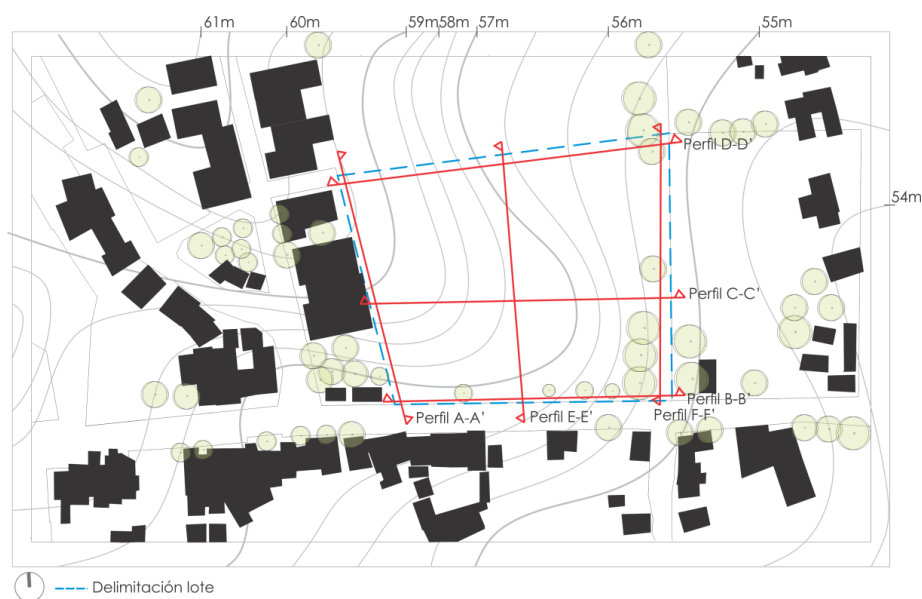 61m 60m 59m 58m 57m 56m 55m
Perfil D-D'
54m
Perfil C-C'
Perfil B-B'
Perfil A-A' Perfil E-E' Perfil F-F'
Delimitación lote